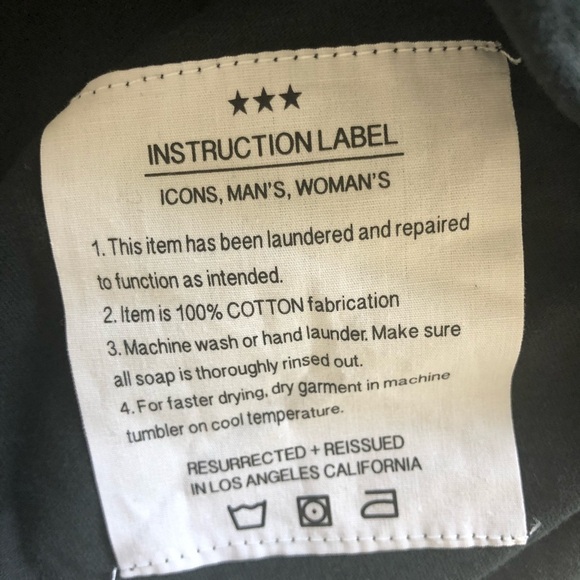 INSTRUCTION LABEL
ICONS, MAN'S, WOMAN'S
1. This item has been laundered and repaired
to function as intended.
2. Item is 100% COTTON fabrication
3. Machine wash or hand launder. Make sure
all soap is thoroughly rinsed out.
4. For faster drying, dry garment in machine
tumbler on cool temperature.
RESURRECTED + REISSUED
IN LOS ANGELES CALIFORNIA